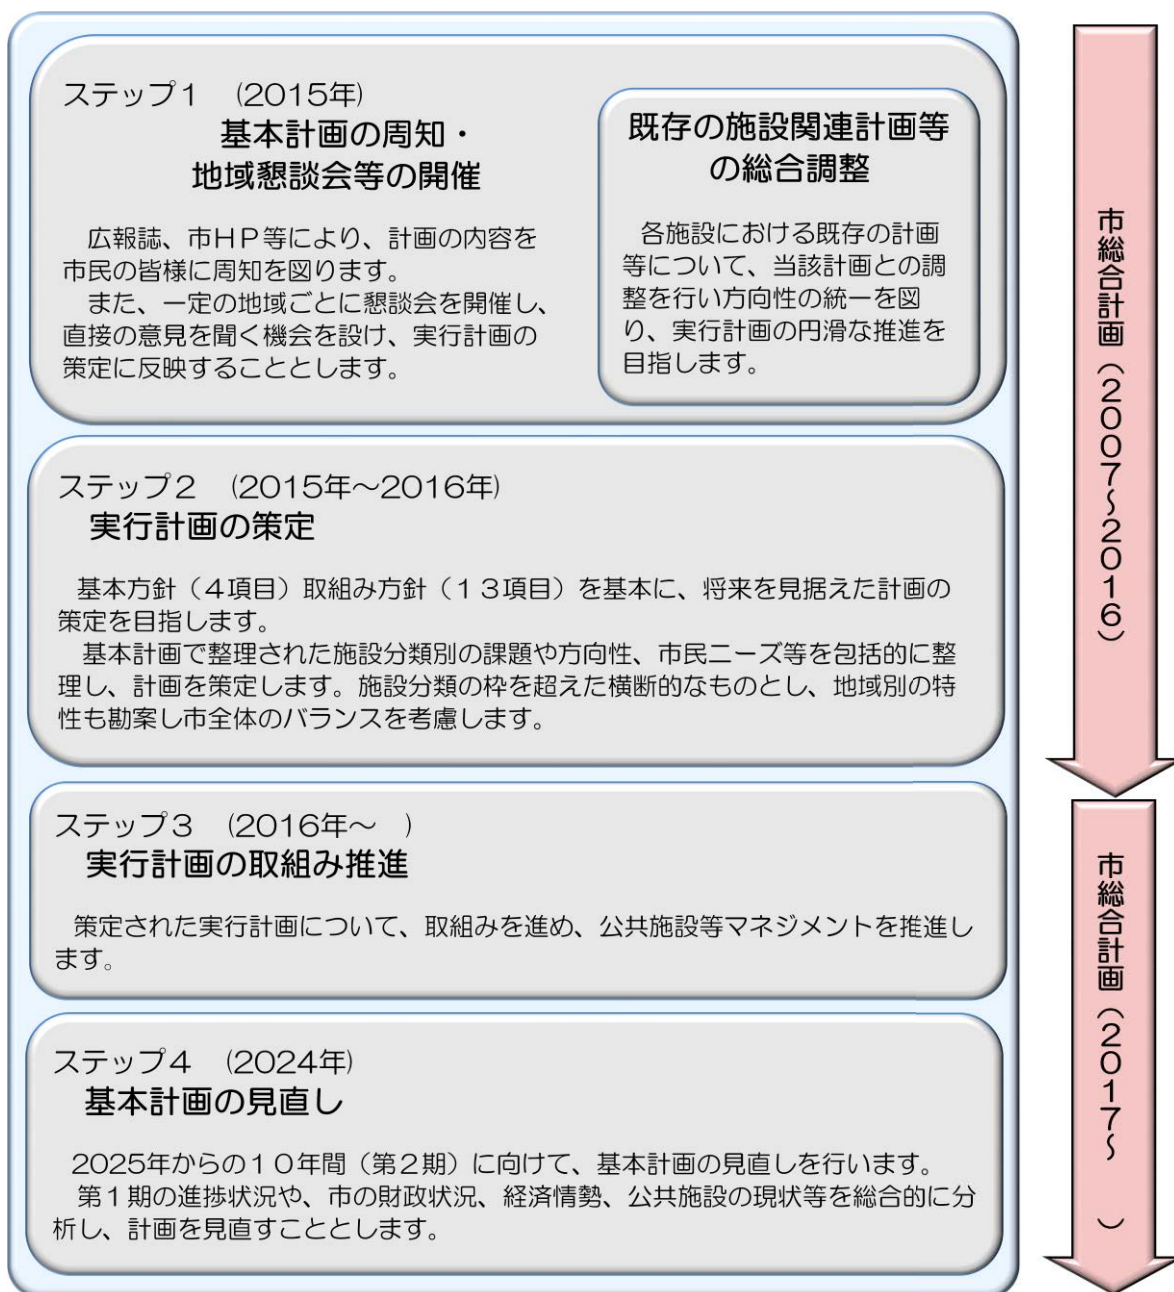 ステップ１　(2015年)
基本計画の周知・
地域懇談会等の開催
　広報誌、市ＨＰ等により、計画の内容を
市民の皆様に周知を図ります。
　また、一定の地域ごとに懇談会を開催し、
直接の意見を聞く機会を設け、実行計画の
策定に反映することとします。
既存の施設関連計画等
の総合調整
　各施設における既存の計画
等について、当該計画との調
整を行い方向性の統一を図
り、実行計画の円滑な推進を
目指します。
ステップ２　(2015年～2016年)
実行計画の策定
　基本方針（４項目）取組み方針（１３項目）を基本に、将来を見据えた計画の
策定を目指します。
　基本計画で整理された施設分類別の課題や方向性、市民ニーズ等を包括的に整
理し、計画を策定します。施設分類の枠を超えた横断的なものとし、地域別の特
性も勘案し市全体のバランスを考慮します。
ステップ３　(2016年～　)
実行計画の取組み推進
　策定された実行計画について、取組みを進め、公共施設等マネジメントを推進し
ます。
ステップ４　(2024年)
基本計画の見直し
　2025年からの１０年間（第２期）に向けて、基本計画の見直しを行います。
　第１期の進捗状況や、市の財政状況、経済情勢、公共施設の現状等を総合的に分
析し、計画を見直すこととします。
市総合計画（２００７～２０１６）
市総合計画（２０１７～　）